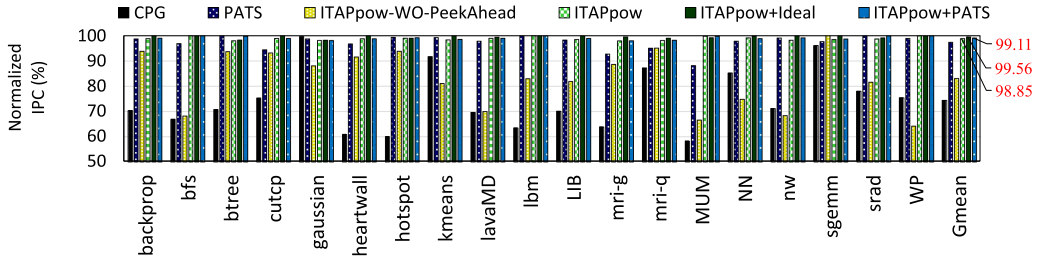 CPG PATS ITAPpow-WO-PeekAhead ITAPpow ITAPpow+Ideal ITAPpow+PATS
Normalized
IPC (%)
100
90
80
70
60
50
99.11
99.56
98.85
backprop
bfs
btree
cutcp
gaussian
heartwall
hotspot
kmeans
lavaMD
lbm
LIB
mri-g
mri-q
MUM
NN
nw
sgemm
srad
WP
Gmean